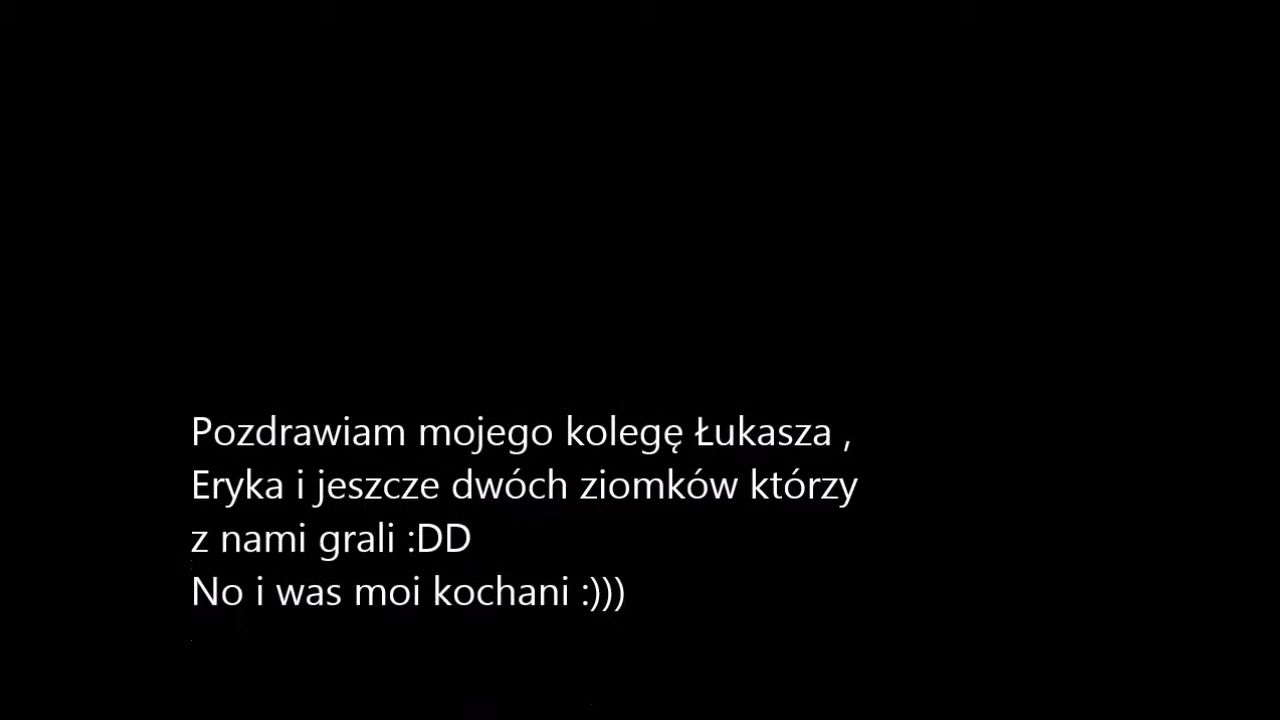 Pozdrawiam mojego kolegę Łukasza ,
Eryka i jeszcze dwóch ziomków którzy
z nami grali :DD
No i was moi kochani :)))